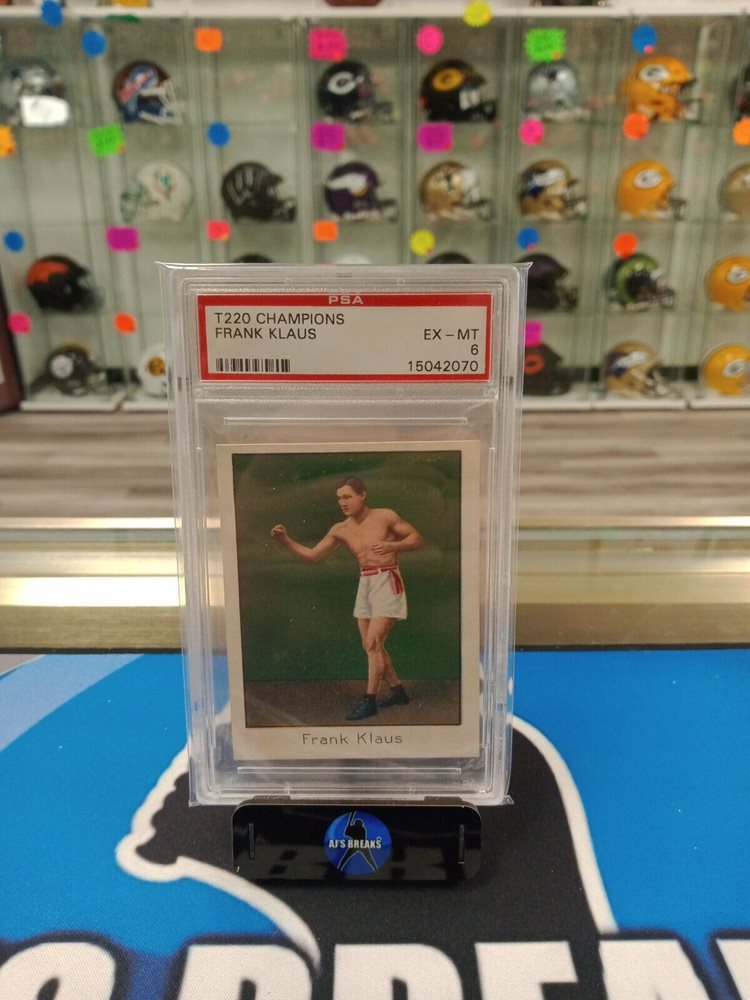 PSA
T220 CHAMPIONS
FRANK KLAUS
EX – MT
6
15042070
Frank Klaus
AJ'S BREAKS